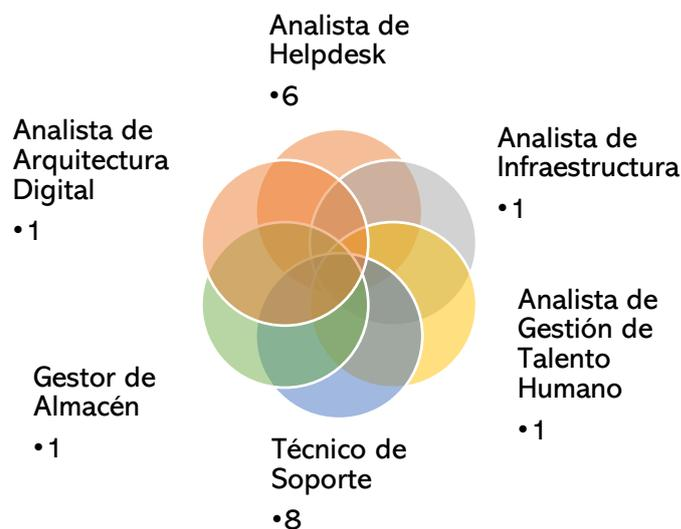 Analista de
Helpdesk
•6
Analista de
Infraestructura
•1
Analista de
Gestión de
Talento
Humano
•1
Técnico de
Soporte
•8
Gestor de
Almacén
•1
Analista de
Arquitectura
Digital
•1